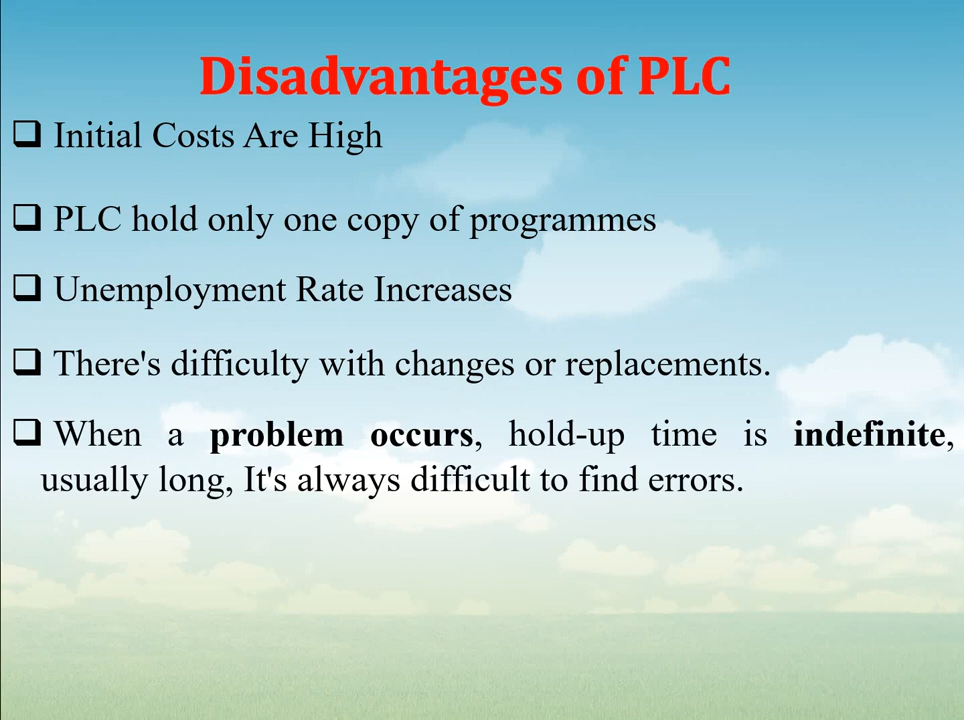 Disadvantages of PLC
❑ Initial Costs Are High
❑ PLC hold only one copy of programmes
❑ Unemployment Rate Increases
❑ There's difficulty with changes or replacements.
❑ When a problem occurs, hold-up time is indefinite,
usually long, It's always difficult to find errors.